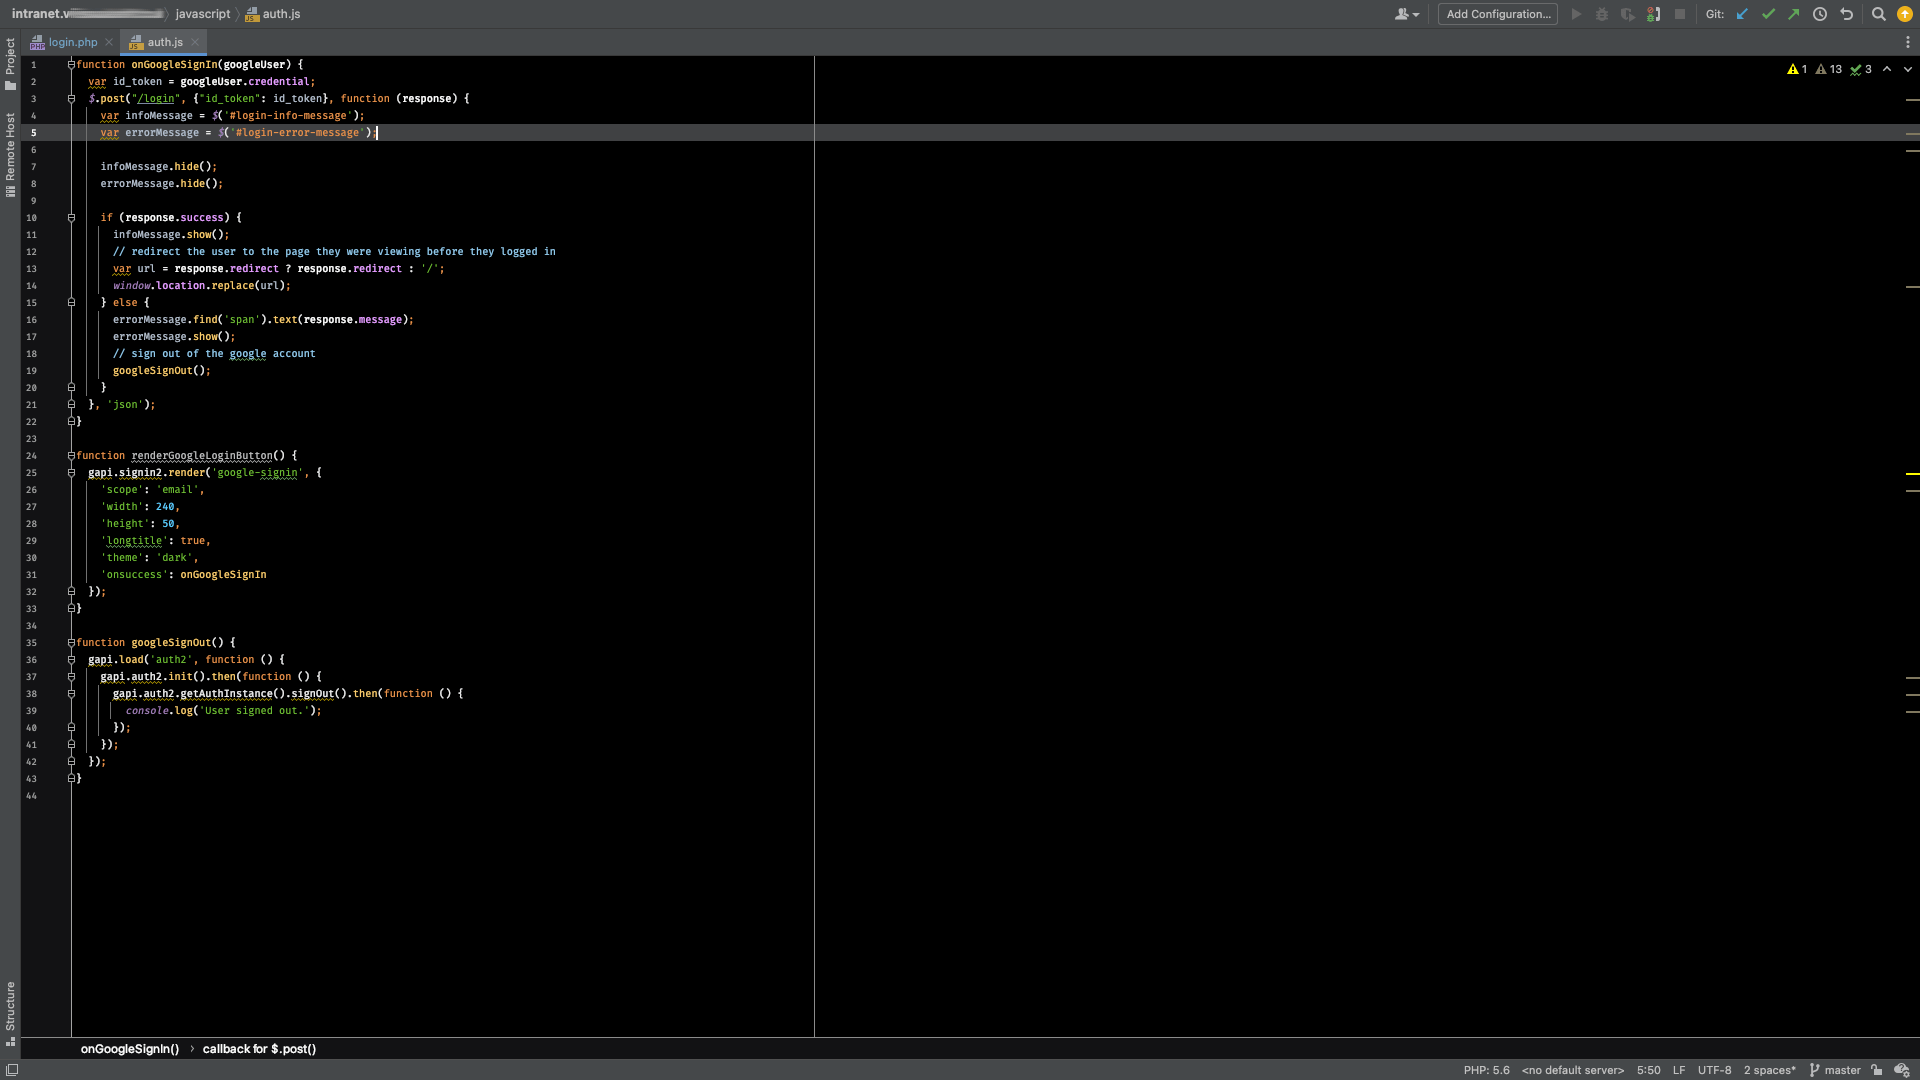 intranet.v javascript auth.js Add Configuration... Git:
login.php auth.js
Project
Remote Host
Structure
1 13 3
1 function onGoogleSignIn(googleUser) {
2 var id_token = googleUser.credential;
3 $.post("/login", {"id_token": id_token}, function (response) {
4 var infoMessage = $('#login-info-message');
5 var errorMessage = $('#login-error-message');
6
7 infoMessage.hide();
8 errorMessage.hide();
9
10 if (response.success) {
11 infoMessage.show();
12 // redirect the user to the page they were viewing before they logged in
13 var url = response.redirect ? response.redirect : '/';
14 window.location.replace(url);
15 } else {
16 errorMessage.find('span').text(response.message);
17 errorMessage.show();
18 // sign out of the google account
19 googleSignOut();
20 }
21 }, 'json');
22 }
23
24 function renderGoogleLoginButton() {
25 gapi.signin2.render('google-signin', {
26 'scope': 'email',
27 'width': 240,
28 'height': 50,
29 'longtitle': true,
30 'theme': 'dark',
31 'onsuccess': onGoogleSignIn
32 });
33 }
34
35 function googleSignOut() {
36 gapi.load('auth2', function () {
37 gapi.auth2.init().then(function () {
38 gapi.auth2.getAuthInstance().signOut().then(function () {
39 console.log('User signed out.');
40 });
41 });
42 });
43 }
44
onGoogleSignIn() › callback for $.post()
PHP: 5.6 <no default server> 5:50 LF UTF-8 2 spaces* master